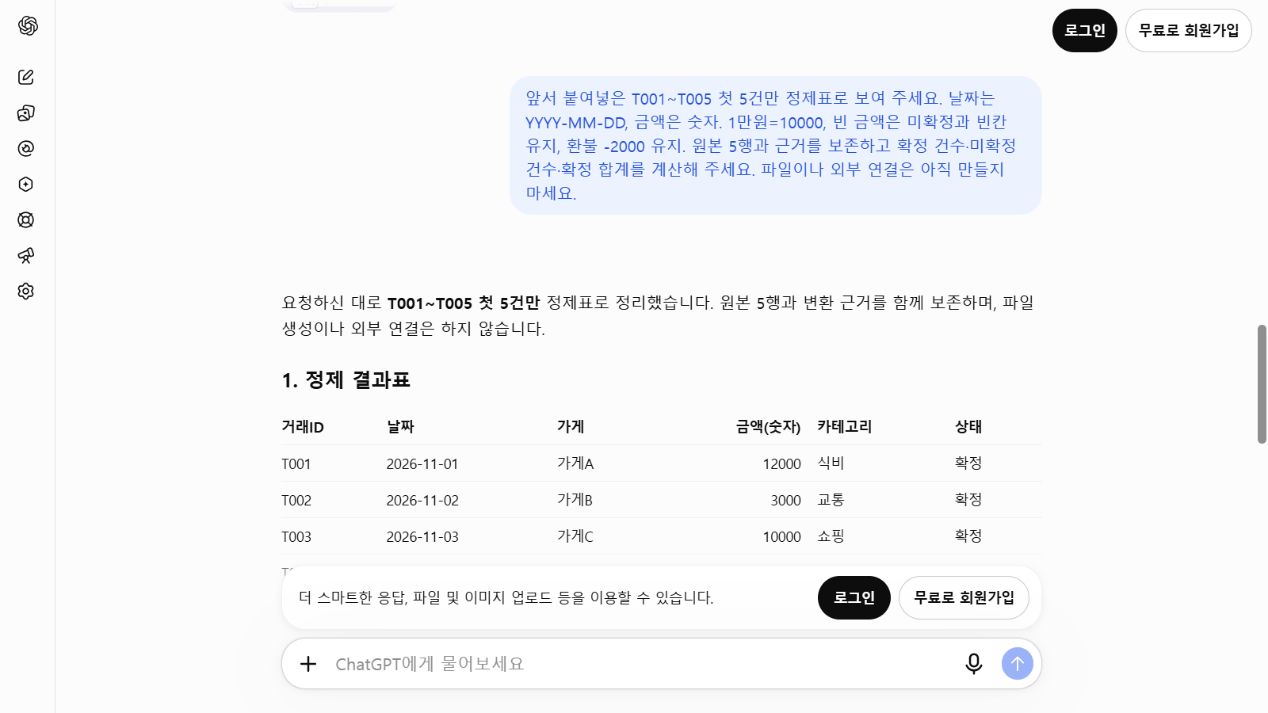 로그인
무료로 회원가입
앞서 붙여넣은 T001~T005 첫 5건만 정제표로 보여 주세요. 날짜는
YYYY-MM-DD, 금액은 숫자. 1만원=10000, 빈 금액은 미확정과 빈칸
유지, 환불 -2000 유지. 원본 5행과 근거를 보존하고 확정 건수·미확정
건수·확정 합계를 계산해 주세요. 파일이나 외부 연결은 아직 만들지
마세요.
요청하신 대로 T001~T005 첫 5건만 정제표로 정리했습니다. 원본 5행과 변환 근거를 함께 보존하며, 파일
생성이나 외부 연결은 하지 않습니다.
1. 정제 결과표
거래ID 날짜 가게 금액(숫자) 카테고리 상태
T001 2026-11-01 가게A 12000 식비 확정
T002 2026-11-02 가게B 3000 교통 확정
T003 2026-11-03 가게C 10000 쇼핑 확정
더 스마트한 응답, 파일 및 이미지 업로드 등을 이용할 수 있습니다.
로그인
무료로 회원가입
ChatGPT에게 물어보세요